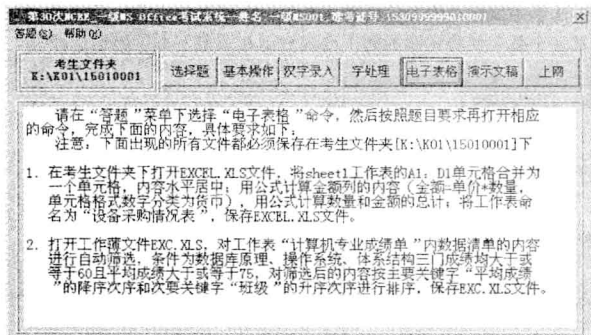 第30次NCRE 一级MS Office考试系统--姓名:一级MS001,准考证号:1530999999010001
答题(S) 帮助(Q)
考生文件夹
K:\K01\15010001
选择题 基本操作 汉字录入 字处理 电子表格 演示文稿 上网
请在“答题”菜单下选择“电子表格”命令，然后按照题目要求再打开相应
的命令，完成下面的内容，具体要求如下:
注意: 下面出现的所有文件都必须保存在考生文件夹[K:\K01\15010001]下
1. 在考生文件夹下打开EXCEL.XLS文件，将sheet1工作表的A1: D1单元格合并为
一个单元格，内容水平居中；用公式计算金额列的内容（金额=单价*数量，
单元格格式数字分类为货币），用公式计算数量和金额的总计；将工作表命
名为“设备采购情况表”，保存EXCEL.XLS文件。
2. 打开工作薄文件EXC.XLS，对工作表“计算机专业成绩单”内数据清单的内容
进行自动筛选，条件为数据库原理、操作系统、体系结构三门成绩均大于或
等于60且平均成绩大于或等于75，对筛选后的内容按主要关键字“平均成绩
”的降序次序和次要关键字“班级”的升序次序进行排序，保存EXC.XLS文件。